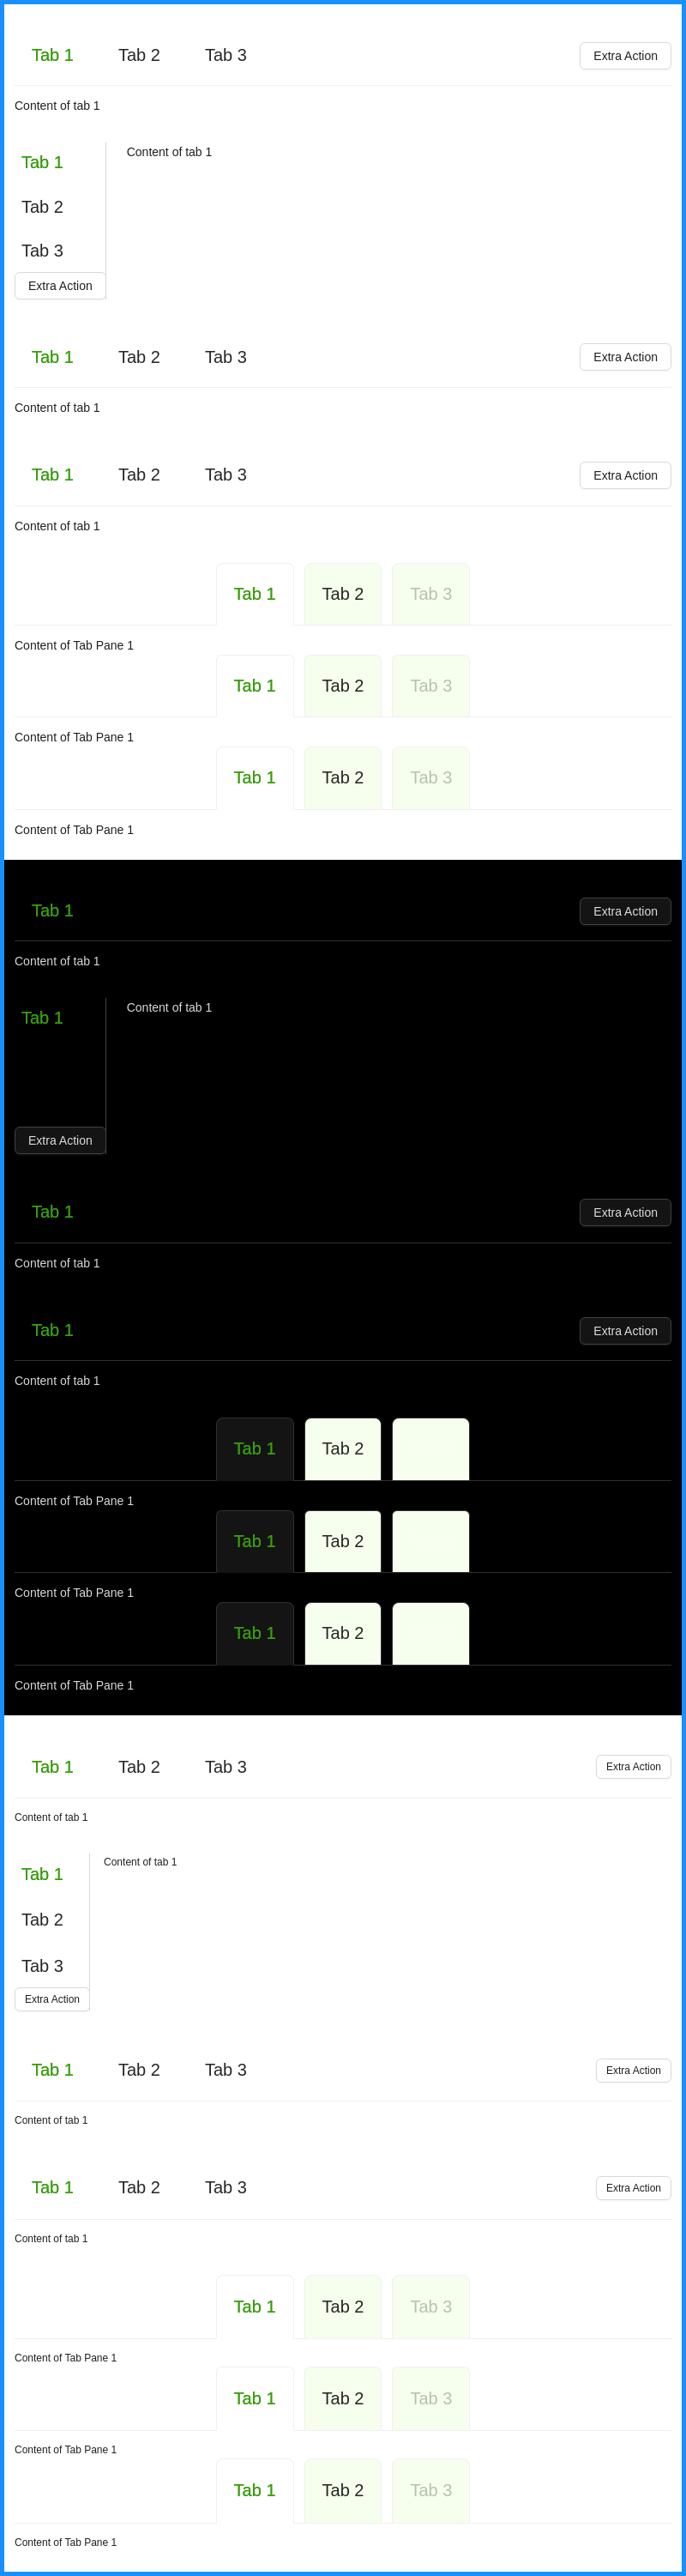 Tab 1 Tab 2 Tab 3 Extra Action
Content of tab 1
Tab 1 Content of tab 1
Tab 2
Tab 3
Extra Action
Tab 1 Tab 2 Tab 3 Extra Action
Content of tab 1
Tab 1 Tab 2 Tab 3 Extra Action
Content of tab 1
Tab 1 Tab 2 Tab 3
Content of Tab Pane 1
Tab 1 Tab 2 Tab 3
Content of Tab Pane 1
Tab 1 Tab 2 Tab 3
Content of Tab Pane 1
Tab 1 Extra Action
Content of tab 1
Tab 1 Content of tab 1
Extra Action
Tab 1 Extra Action
Content of tab 1
Tab 1 Extra Action
Content of tab 1
Tab 1 Tab 2
Content of Tab Pane 1
Tab 1 Tab 2
Content of Tab Pane 1
Tab 1 Tab 2
Content of Tab Pane 1
Tab 1 Tab 2 Tab 3 Extra Action
Content of tab 1
Tab 1 Content of tab 1
Tab 2
Tab 3
Extra Action
Tab 1 Tab 2 Tab 3 Extra Action
Content of tab 1
Tab 1 Tab 2 Tab 3 Extra Action
Content of tab 1
Tab 1 Tab 2 Tab 3
Content of Tab Pane 1
Tab 1 Tab 2 Tab 3
Content of Tab Pane 1
Tab 1 Tab 2 Tab 3
Content of Tab Pane 1